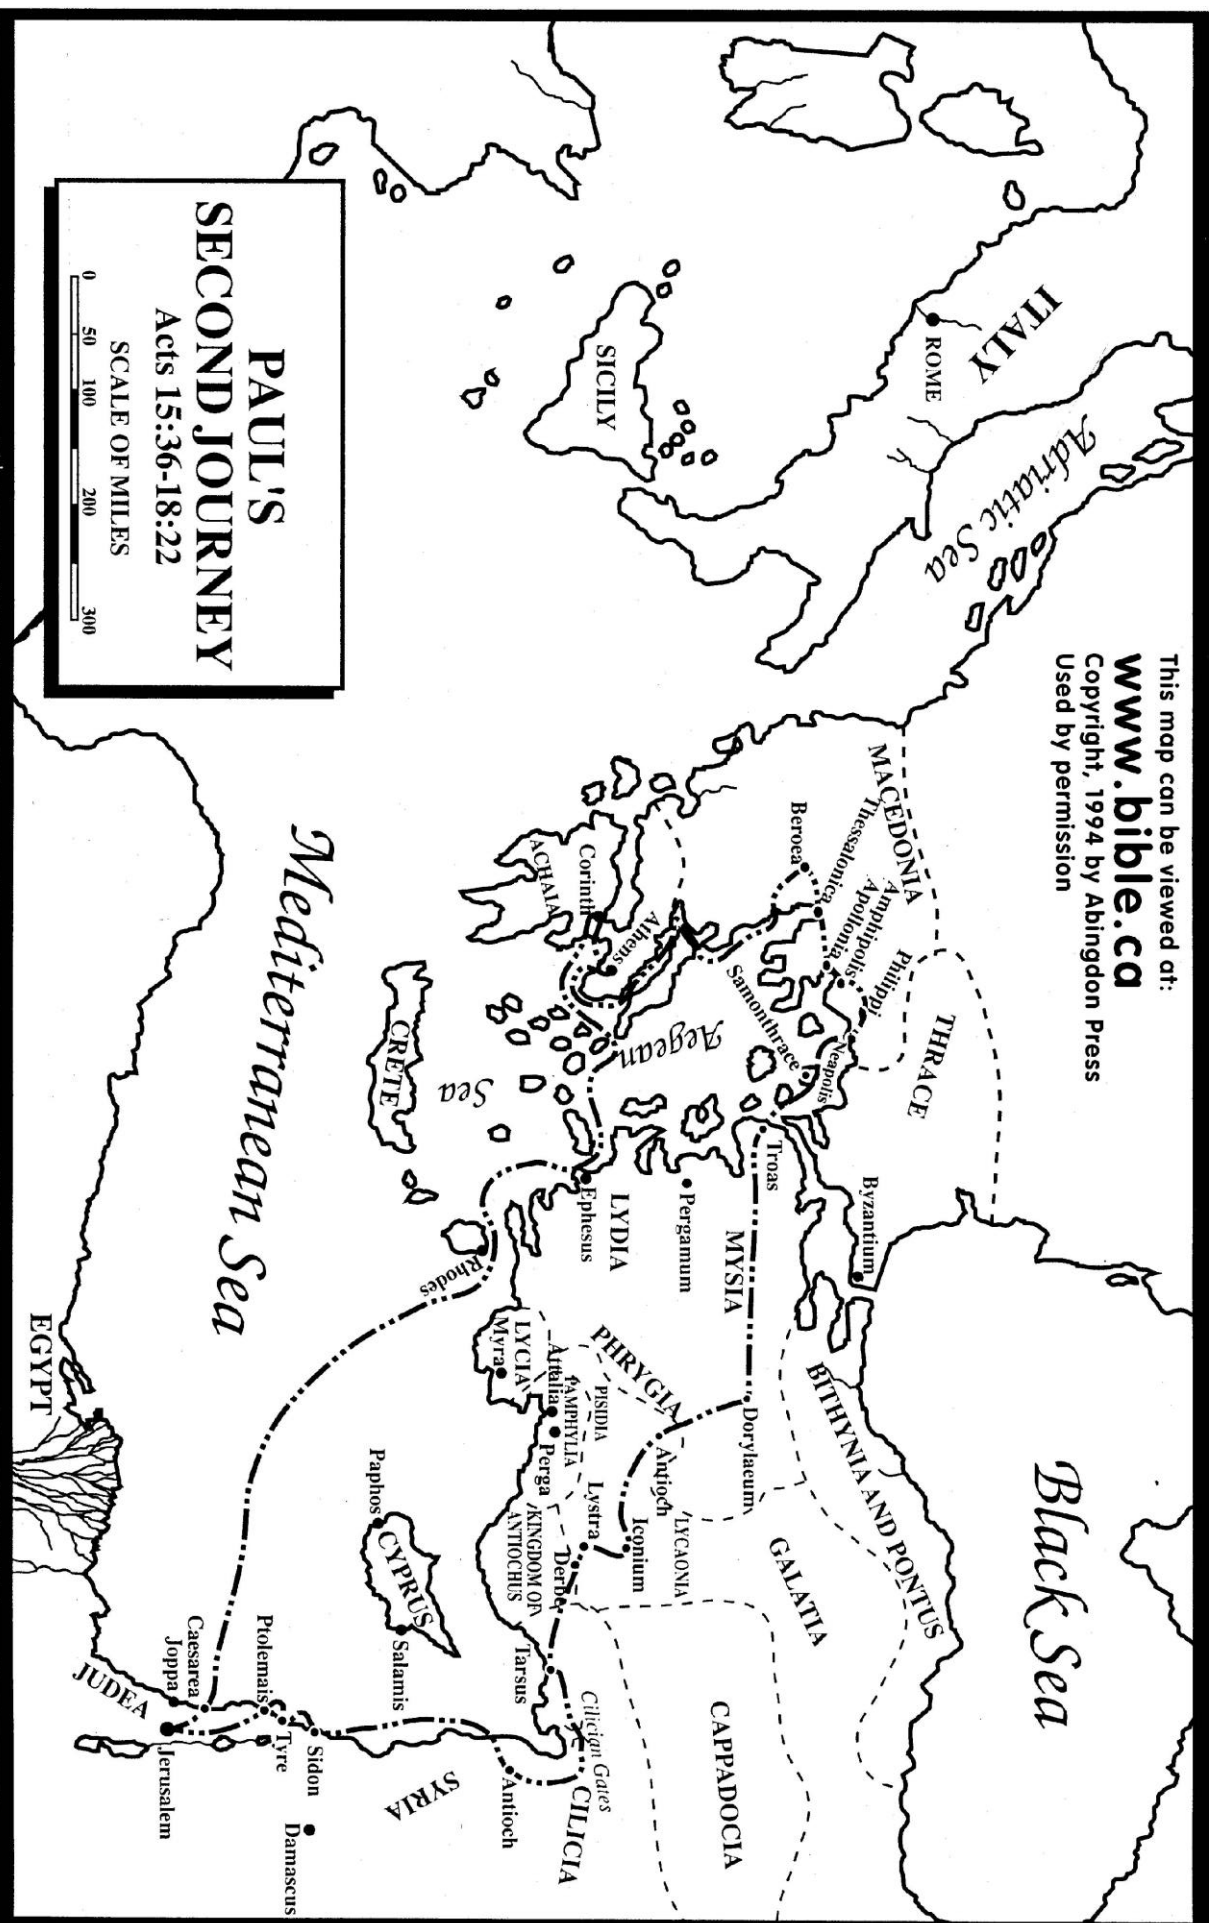 This map can be viewed at:
www.bible.ca
Copyright, 1994 by Abingdon Press
Used by permission
Black Sea
ITALY
ROME
Adriatic Sea
SICILY
MACEDONIA
THRACE
Thessalonica
Beroea
Amphipolis
Apollonia
Philippi
Neapolis
Samonthrace
Byzantium
BITHYNIA AND PONTUS
GALATIA
CAPPADOCIA
Troas
MYSIA
Dorylaeum
Pergamum
Aegean
Sea
ACHAIA
Corinth
Athens
LYDIA
Ephesus
PHRYGIA
Antioch
LYCAONIA
Iconium
PISIDIA
Lystra
PAMPHYLIA
Attalia
Perga
LYCIA
Myra
KINGDOM OF
ANTIOCHUS
Derbe
Tarsus
Cilician Gates
CILICIA
Antioch
SYRIA
Rhodes
CRETE
CYPRUS
Paphos
Salamis
Mediterranean Sea
Sidon
Damascus
Tyre
Ptolemais
Caesarea
Joppa
Jerusalem
JUDEA
EGYPT
PAUL'S
SECOND JOURNEY
Acts 15:36-18:22
SCALE OF MILES
0 50 100 200 300